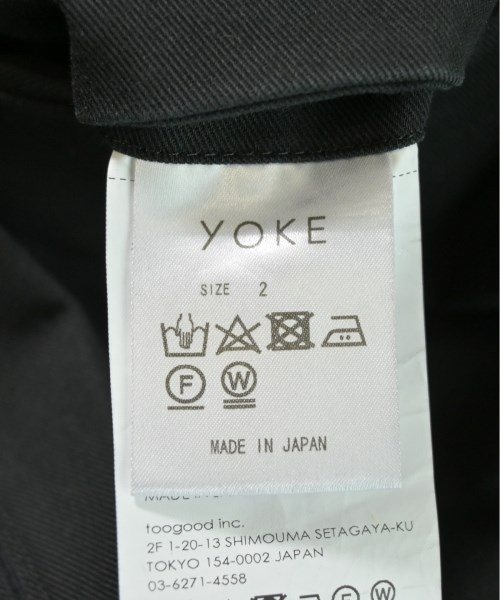 YOKE
SIZE 2
F W
MADE IN JAPAN
toogood inc.
2F 1-20-13 SHIMOUMA SETAGAYA-KU
TOKYO 154-0002 JAPAN
03-6271-4558